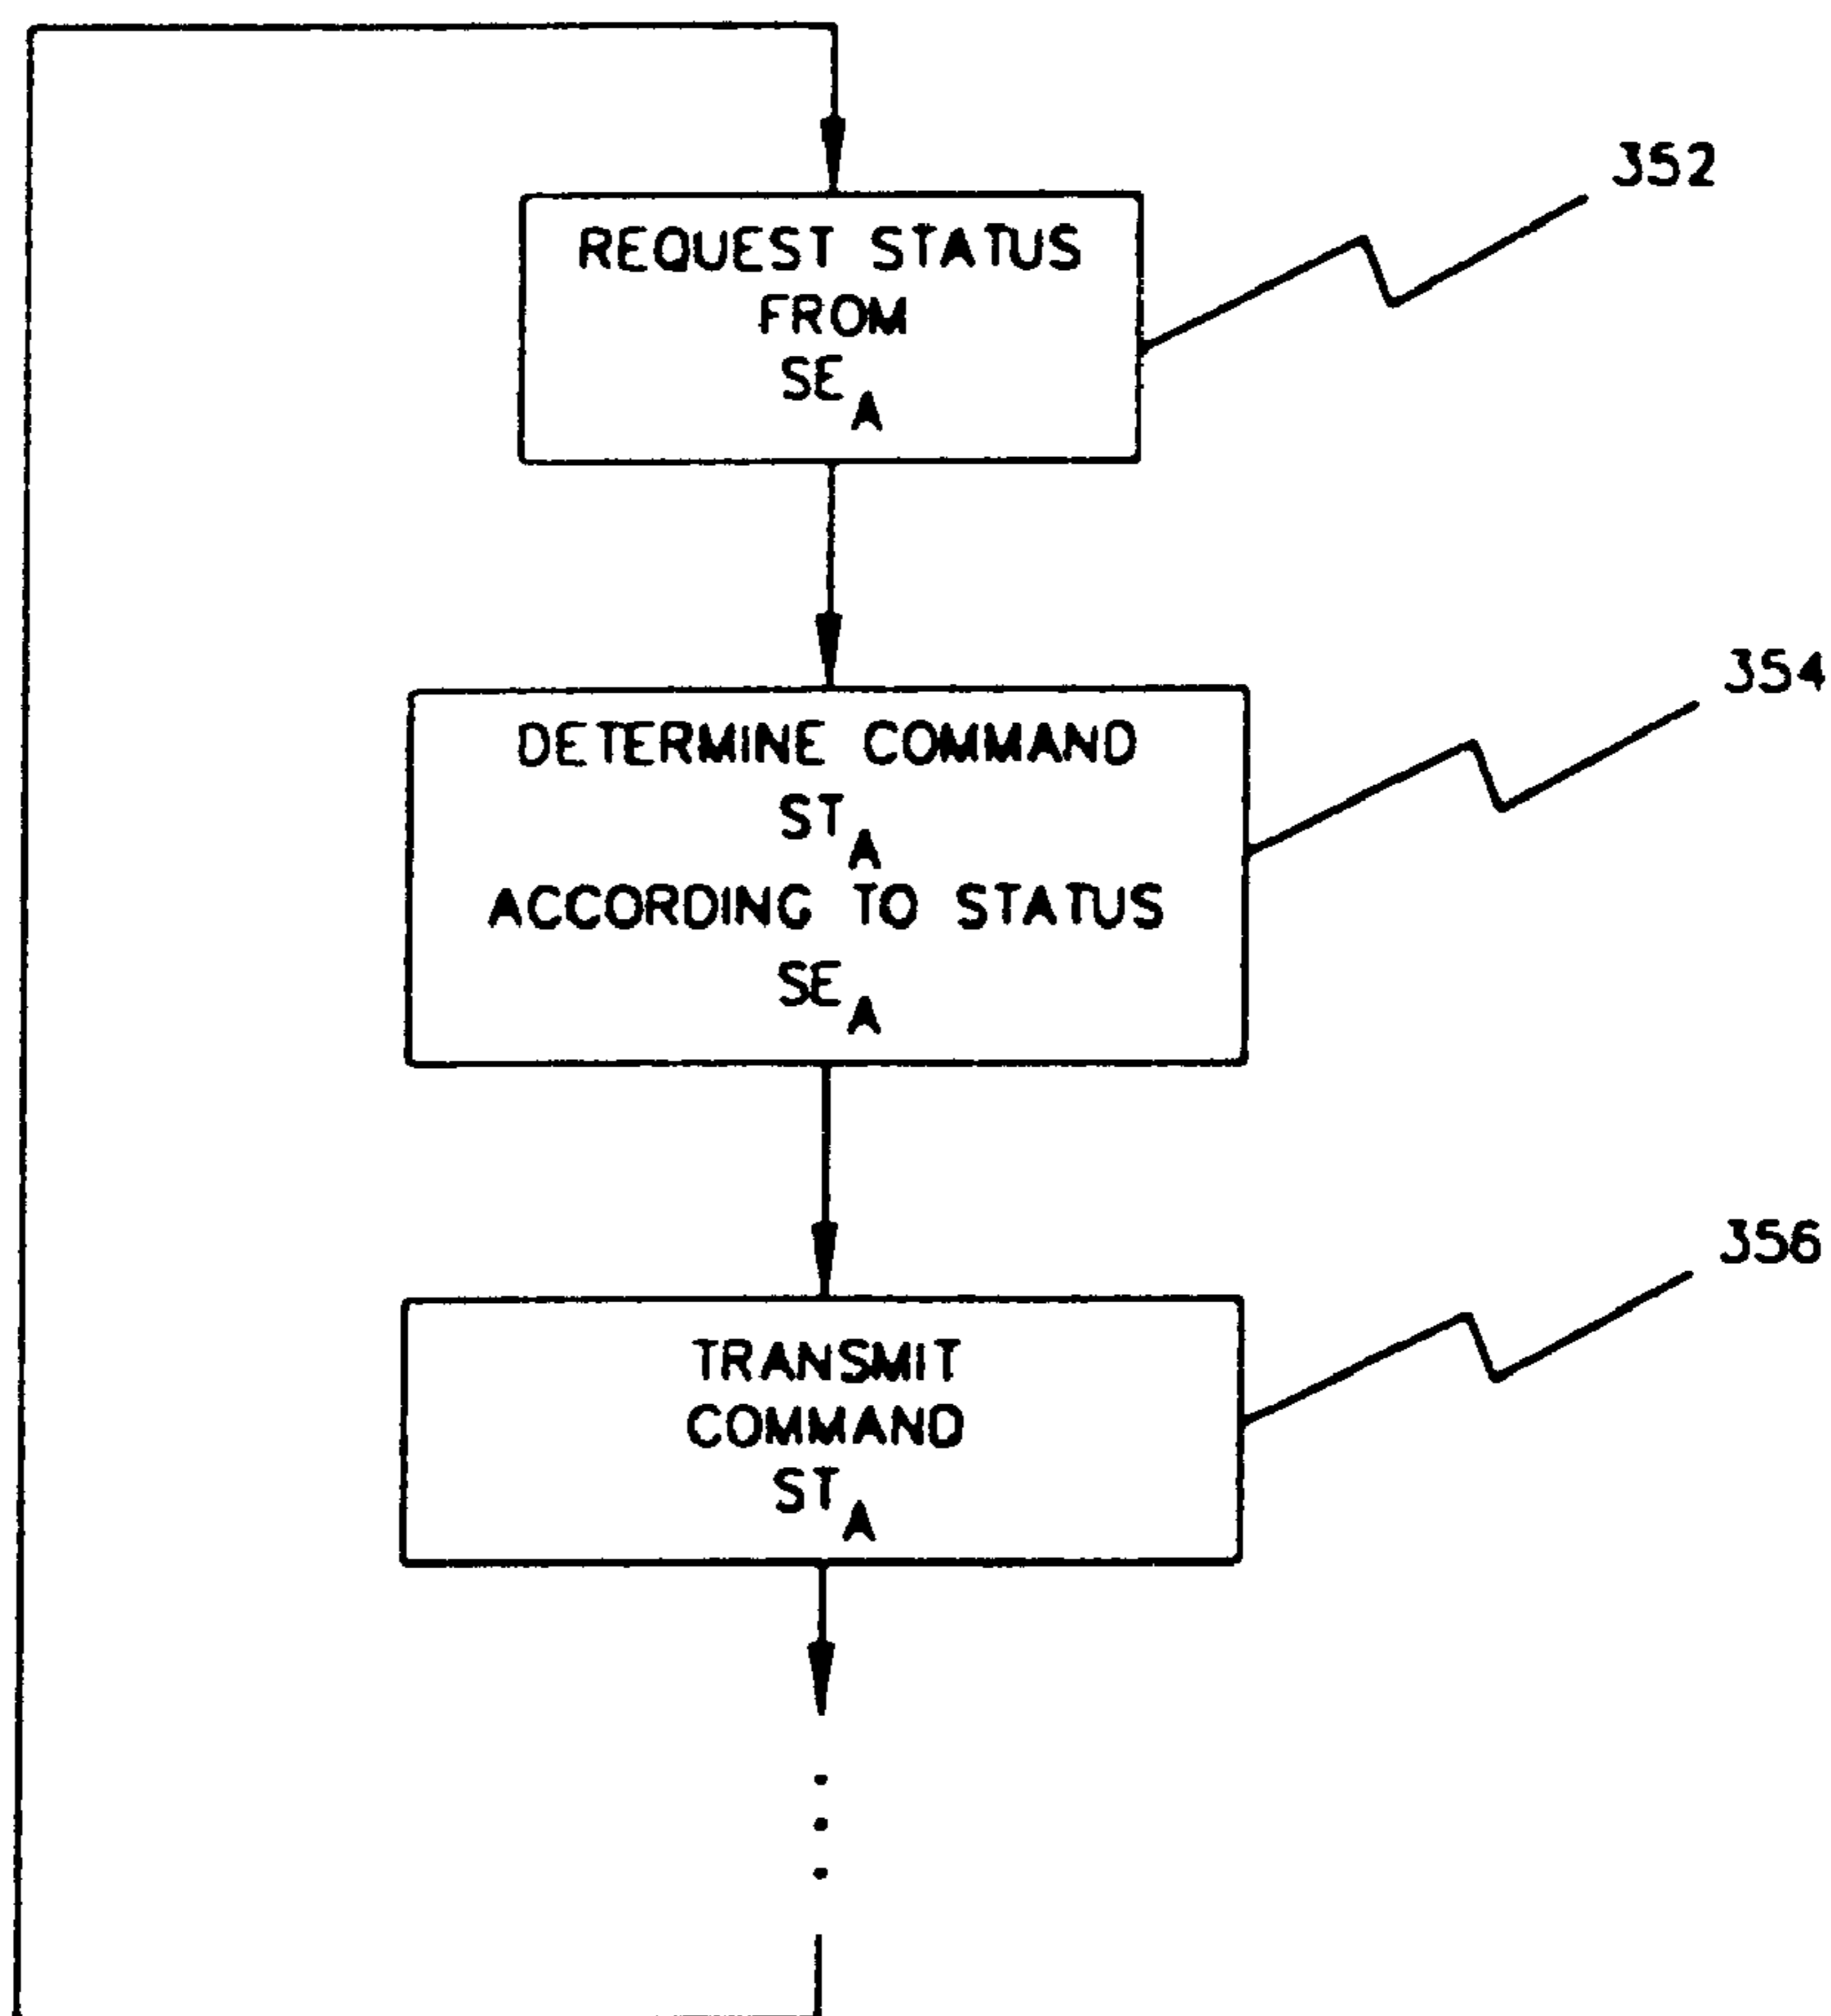 352
REQUEST STATUS
FROM
SE A
354
DETERMINE COMMAND
ST A
ACCORDING TO STATUS
SE A
356
TRANSMIT
COMMAND
ST A